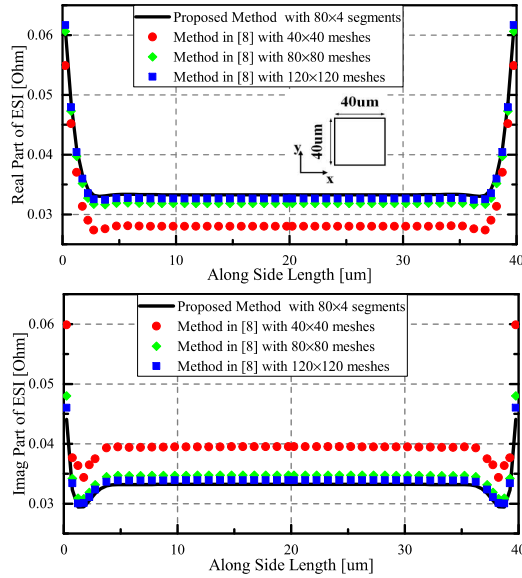 Proposed Method with 80×4 segments
Method in [8] with 40×40 meshes
Method in [8] with 80×80 meshes
Method in [8] with 120×120 meshes
Real Part of ESI [Ohm]
0.06
0.05
0.04
0.03
40um
40um
y
x
0
10
20
30
40
Along Side Length [um]
Proposed Method with 80×4 segments
Method in [8] with 40×40 meshes
Method in [8] with 80×80 meshes
Method in [8] with 120×120 meshes
Imag Part of ESI [Ohm]
0.06
0.05
0.04
0.03
0
10
20
30
40
Along Side Length [um]